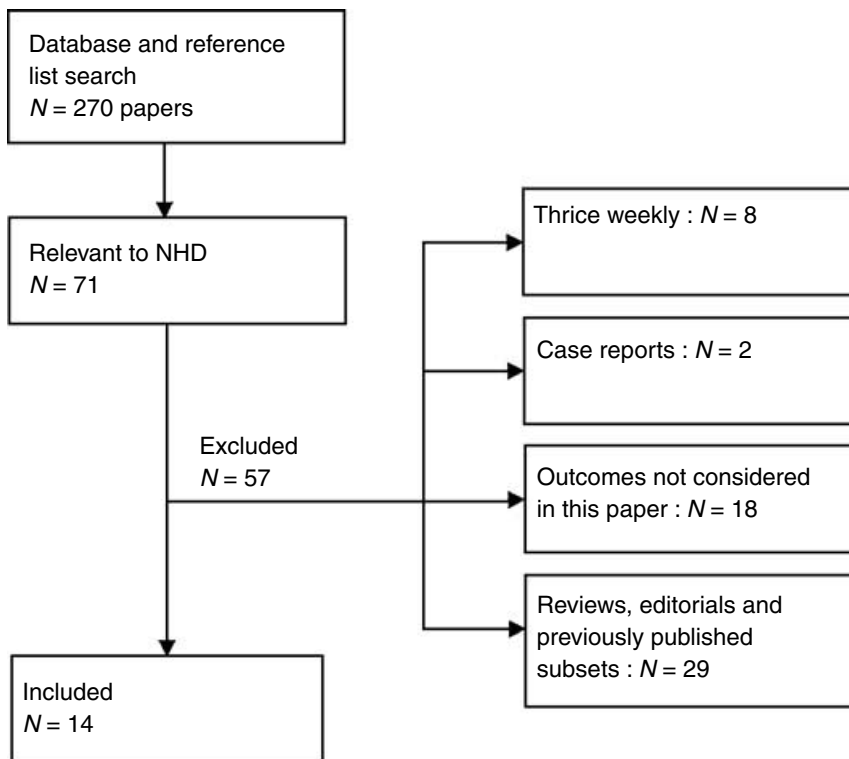 Database and reference
list search
N = 270 papers
Relevant to NHD
N = 71
Excluded
N = 57
Included
N = 14
Thrice weekly : N = 8
Case reports : N = 2
Outcomes not considered
in this paper : N = 18
Reviews, editorials and
previously published
subsets : N = 29